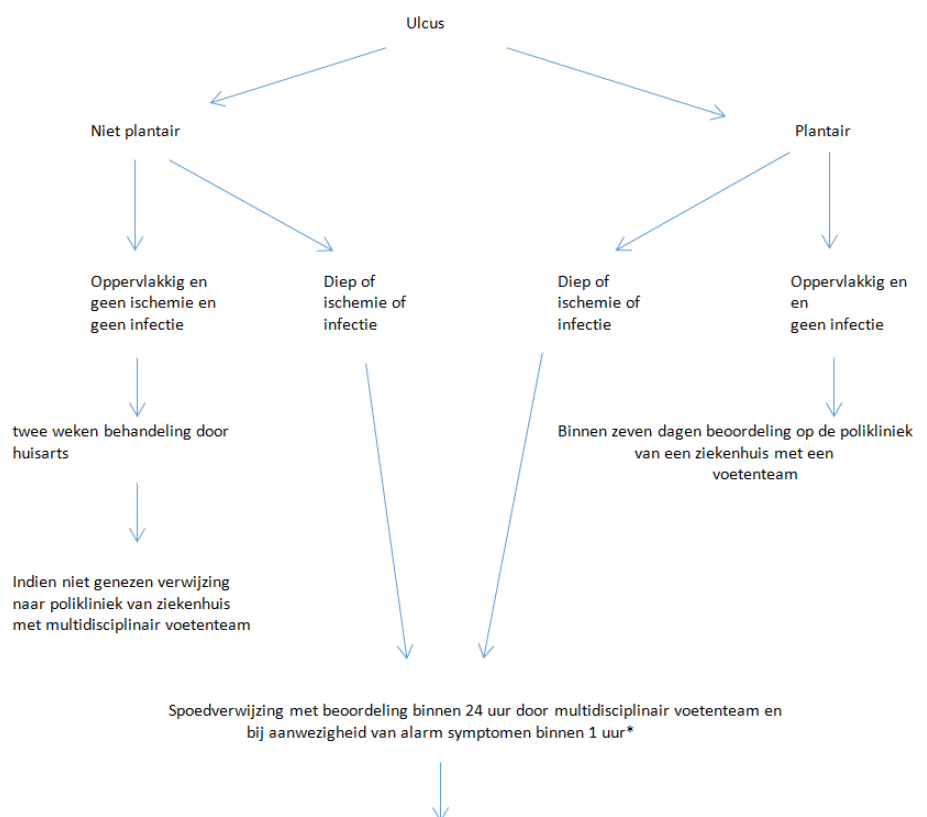 Ulcus
Niet plantair
Plantair
Oppervlakkig en
geen ischemie en
geen infectie
Diep of
ischemie of
infectie
Diep of
ischemie of
infectie
Oppervlakkig en
en
geen infectie
twee weken behandeling door
huisarts
Binnen zeven dagen beoordeling op de polikliniek
van een ziekenhuis met een
voetenteam
Indien niet genezen verwijzing
naar polikliniek van ziekenhuis
met multidisciplinair voetenteam
Spoedverwijzing met beoordeling binnen 24 uur door multidisciplinair voetenteam en
bij aanwezigheid van alarm symptomen binnen 1 uur*